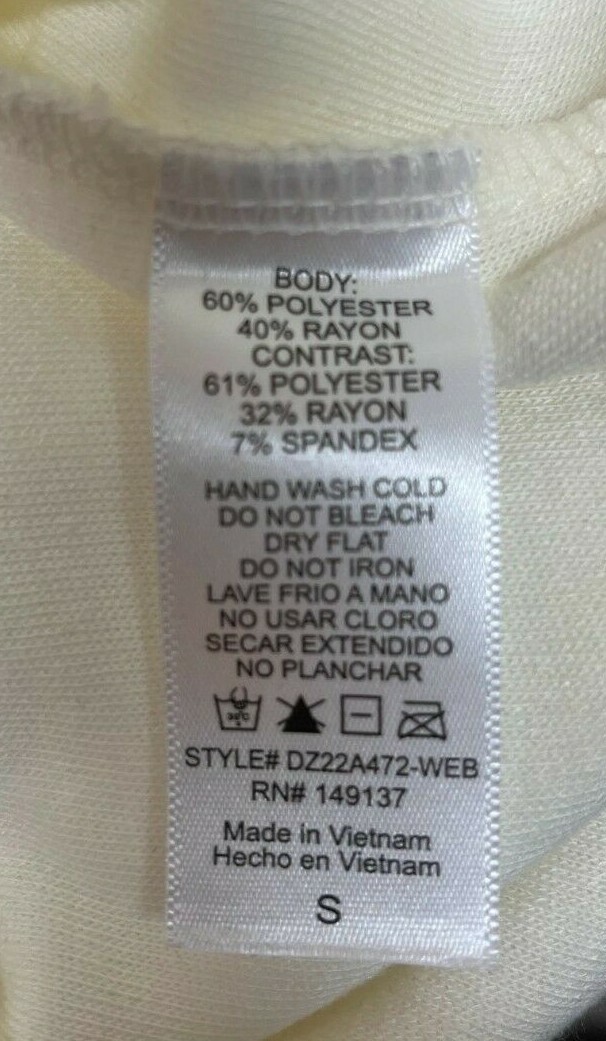 BODY:
60% POLYESTER
40% RAYON
CONTRAST:
61% POLYESTER
32% RAYON
7% SPANDEX
HAND WASH COLD
DO NOT BLEACH
DRY FLAT
DO NOT IRON
LAVE FRIO A MANO
NO USAR CLORO
SECAR EXTENDIDO
NO PLANCHAR
30°C
STYLE# DZ22A472-WEB
RN# 149137
Made in Vietnam
Hecho en Vietnam
S